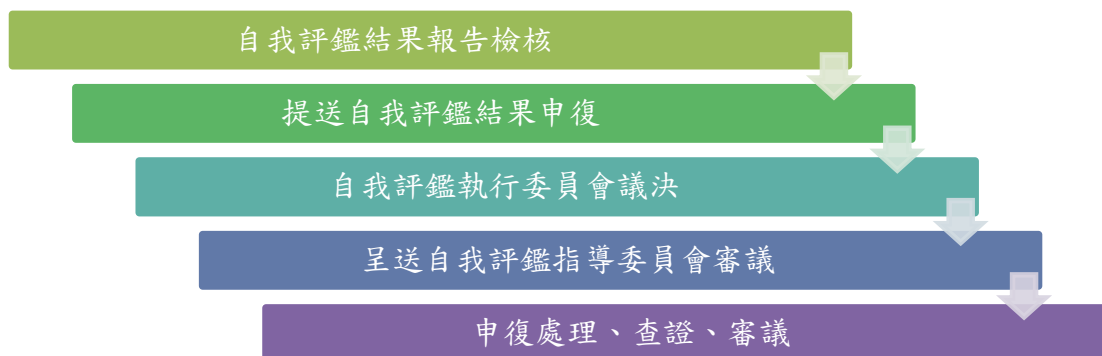 自我評鑑結果報告檢核
提送自我評鑑結果申復
自我評鑑執行委員會議決
呈送自我評鑑指導委員會審議
申復處理、查證、審議